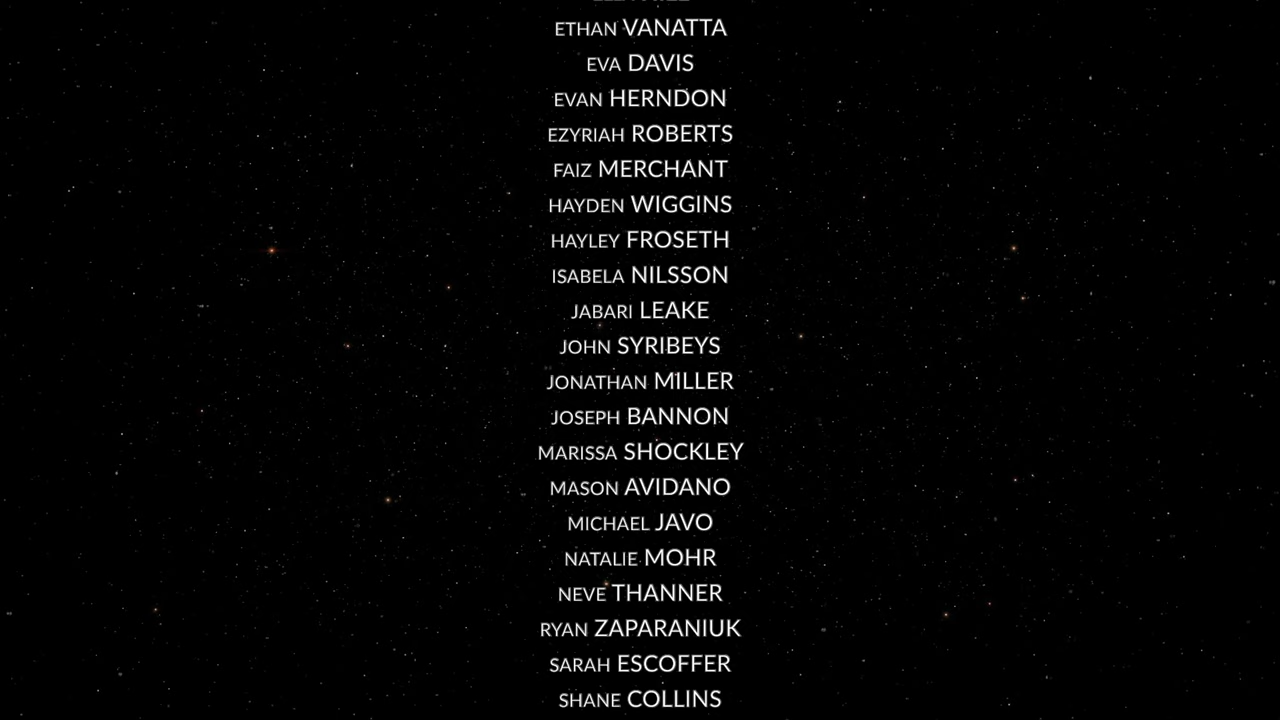 ETHAN VANATTA
EVA DAVIS
EVAN HERNDON
EZYRIAH ROBERTS
FAIZ MERCHANT
HAYDEN WIGGINS
HAYLEY FROSETH
ISABELA NILSSON
JABARI LEAKE
JOHN SYRIBEYS
JONATHAN MILLER
JOSEPH BANNON
MARISSA SHOCKLEY
MASON AVIDANO
MICHAEL JAVO
NATALIE MOHR
NEVE THANNER
RYAN ZAPARANIUK
SARAH ESCOFFER
SHANE COLLINS